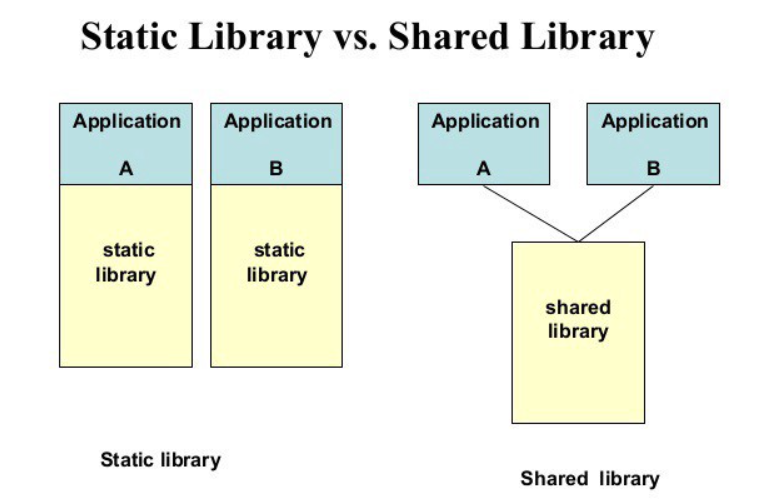 Static Library vs. Shared Library
Application
A
static
library
Application
B
static
library
Application
A
Application
B
shared
library
Static library
Shared library